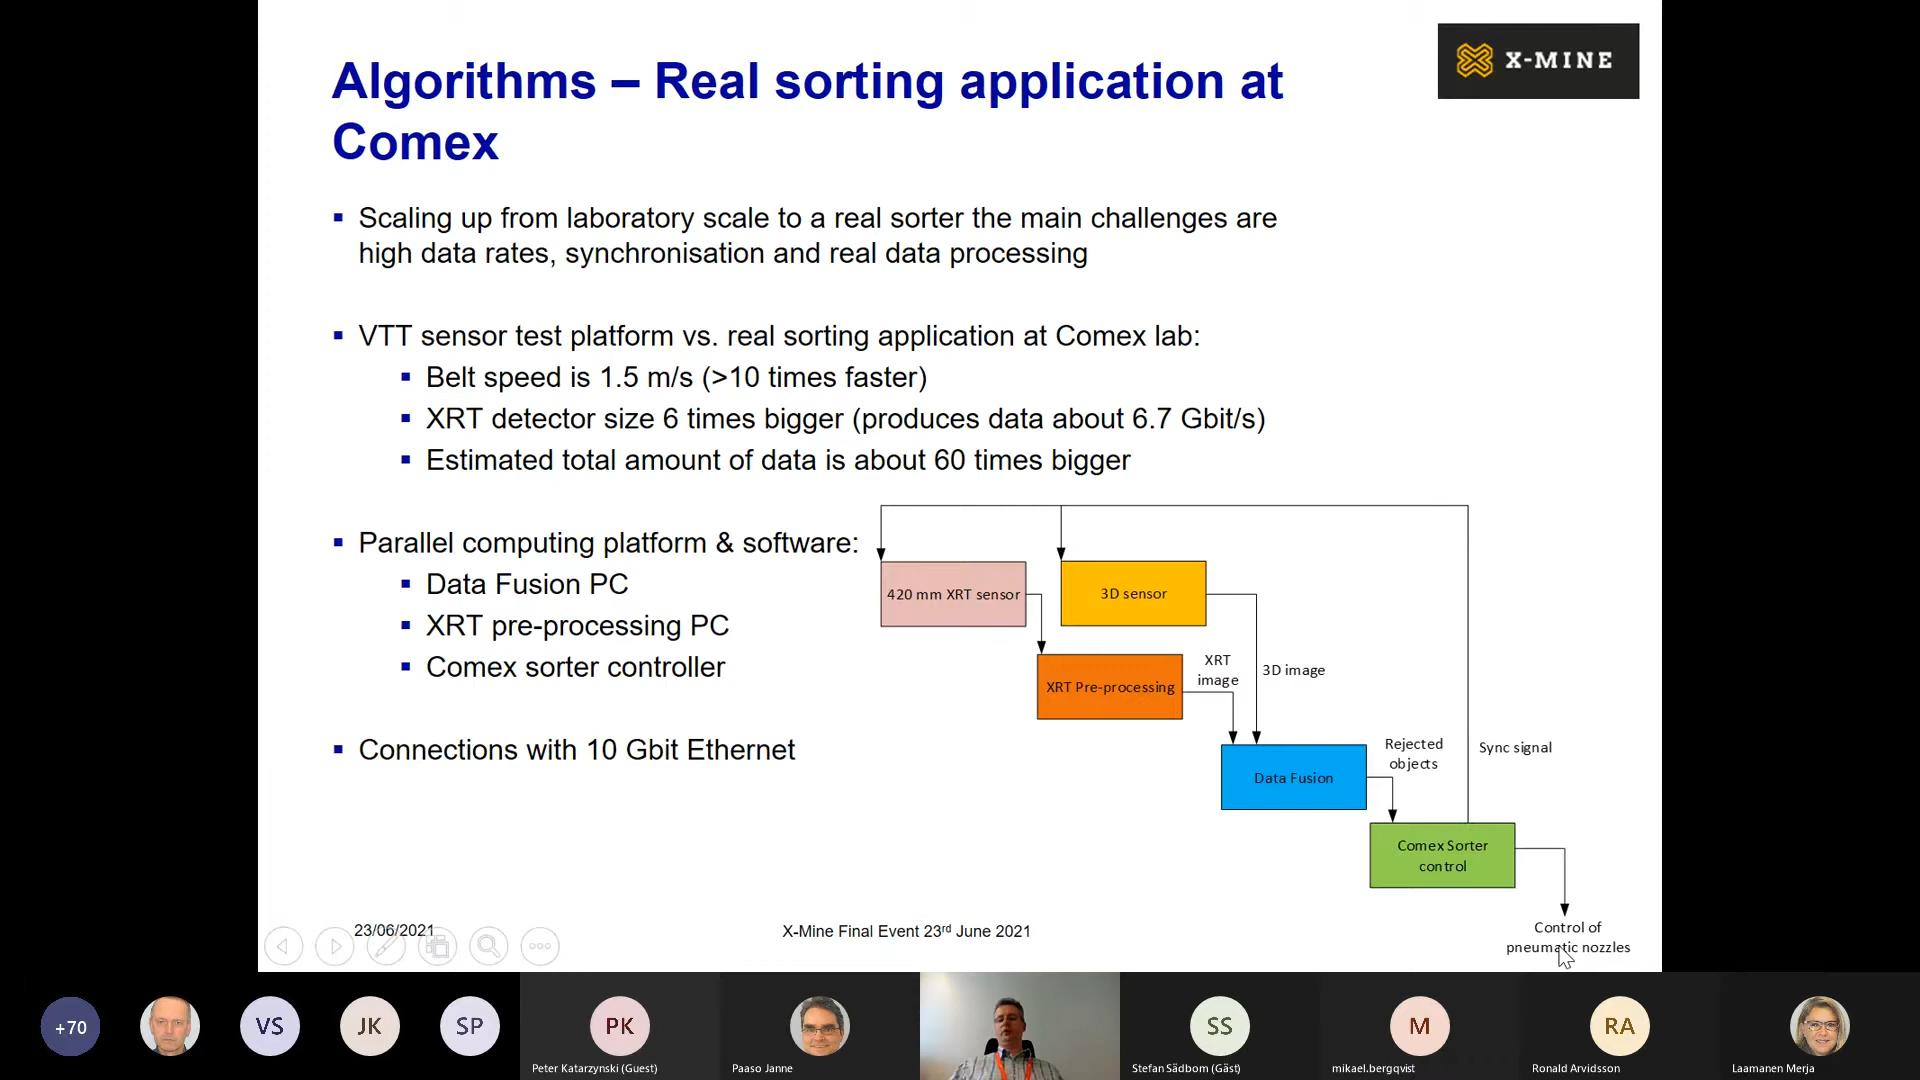 X-MINE
Algorithms – Real sorting application at
Comex
Scaling up from laboratory scale to a real sorter the main challenges are
high data rates, synchronisation and real data processing
VTT sensor test platform vs. real sorting application at Comex lab:
Belt speed is 1.5 m/s (>10 times faster)
XRT detector size 6 times bigger (produces data about 6.7 Gbit/s)
Estimated total amount of data is about 60 times bigger
Parallel computing platform & software:
Data Fusion PC
XRT pre-processing PC
Comex sorter controller
Connections with 10 Gbit Ethernet
420 mm XRT sensor
3D sensor
XRT Pre-processing
XRT
image
3D image
Data Fusion
Rejected
objects
Sync signal
Comex Sorter
control
Control of
pneumatic nozzles
23/06/2021
X-Mine Final Event 23rd June 2021
+70
VS
JK
SP
PK
Peter Katarzynski (Guest)
Paaso Janne
SS
Stefan Sädbom (Gäst)
M
mikael.bergqvist
RA
Ronald Arvidsson
Laamanen Merja